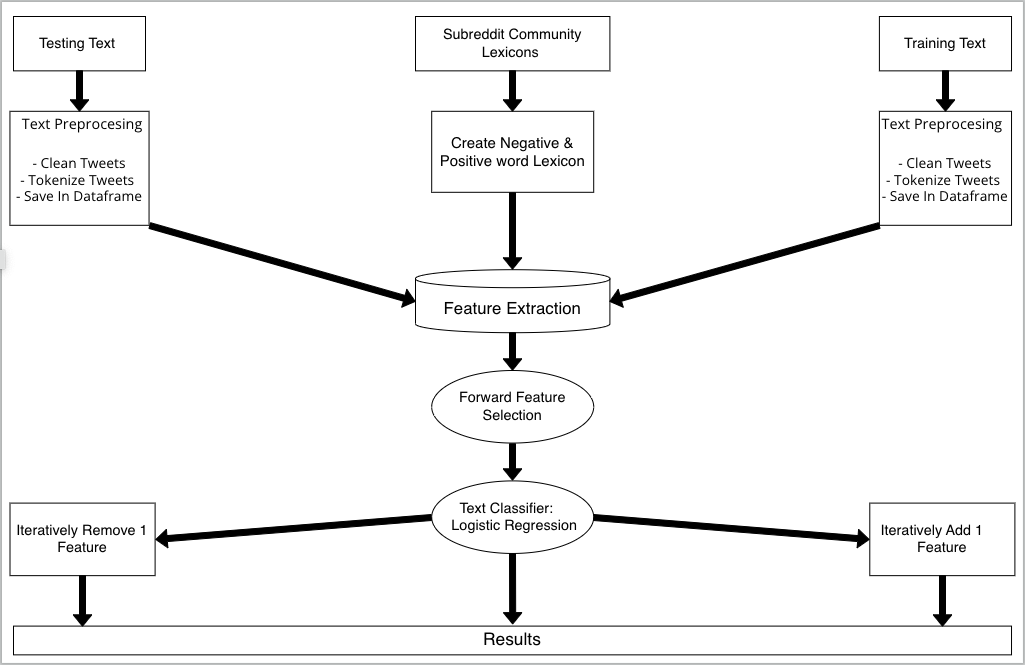 Testing Text
Subreddit Community
Lexicons
Training Text
Text Preprocesing
- Clean Tweets
- Tokenize Tweets
- Save In Dataframe
Create Negative &
Positive word Lexicon
Text Preprocesing
- Clean Tweets
- Tokenize Tweets
- Save In Dataframe
Feature Extraction
Forward Feature
Selection
Text Classifier:
Logistic Regression
Iteratively Remove 1
Feature
Iteratively Add 1
Feature
Results